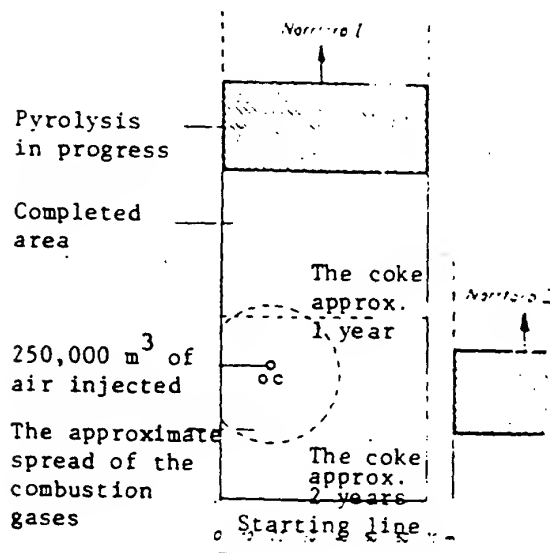 Pyrolysis
in progress
Completed
area
The coke
approx.
1 year
250,000 m³ of
air injected
The approximate
spread of the
combustion
gases
The coke
approx.
2 years
Starting line